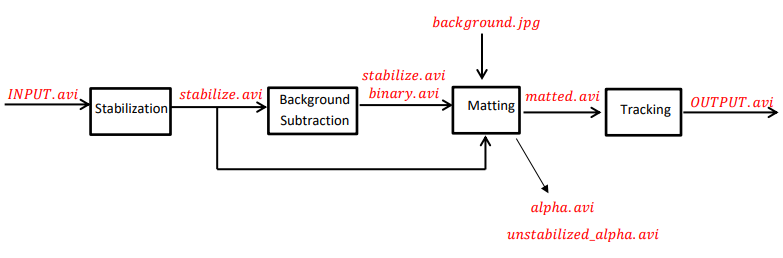 background.jpg
INPUT.avi
Stabilization
stabilize.avi
Background
Subtraction
stabilize.avi
binary.avi
Matting
matted.avi
Tracking
OUTPUT.avi
alpha.avi
unstabilized_alpha.avi